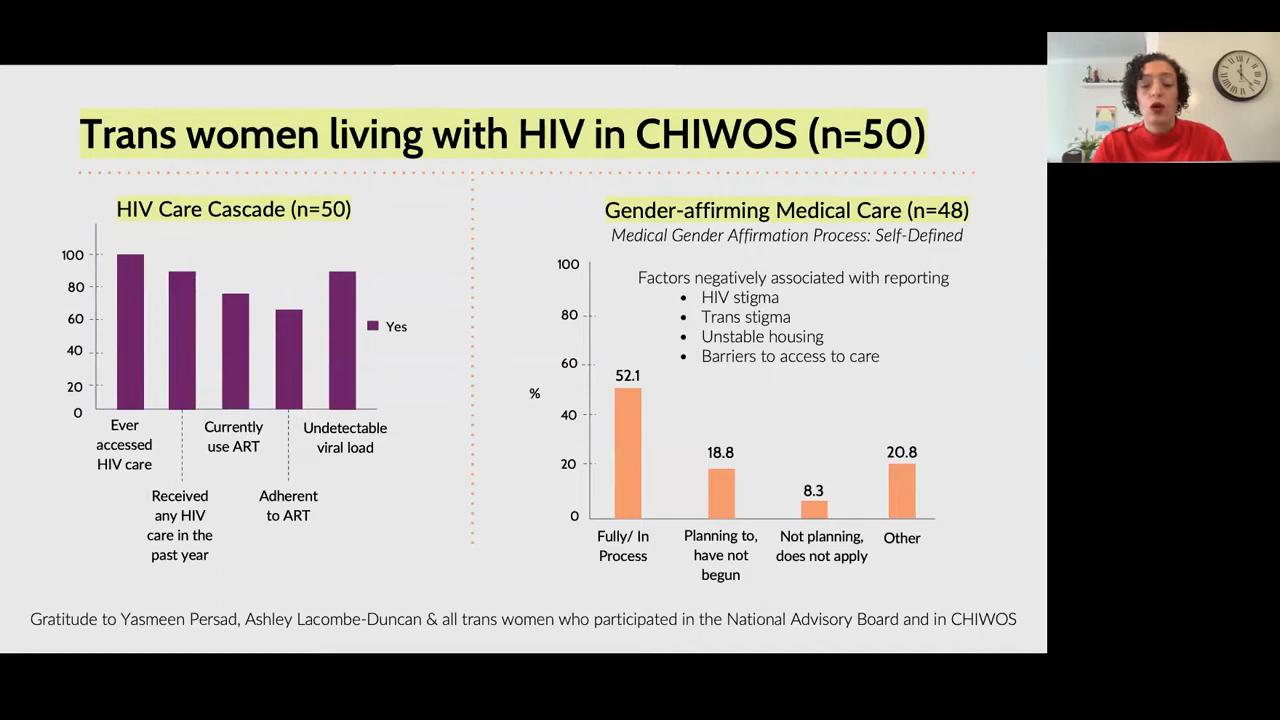 Trans women living with HIV in CHIWOS (n=50)
HIV Care Cascade (n=50)
100
80
60
40
20
0
Yes
Ever
accessed
HIV care
Received
any HIV
care in the
past year
Currently
use ART
Adherent
to ART
Undetectable
viral load
Gender-affirming Medical Care (n=48)
Medical Gender Affirmation Process: Self-Defined
Factors negatively associated with reporting
• HIV stigma
• Trans stigma
• Unstable housing
• Barriers to access to care
%
100
80
60
40
20
0
52.1
18.8
8.3
20.8
Fully/ In
Process
Planning to,
have not
begun
Not planning,
does not apply
Other
Gratitude to Yasmeen Persad, Ashley Lacombe-Duncan & all trans women who participated in the National Advisory Board and in CHIWOS